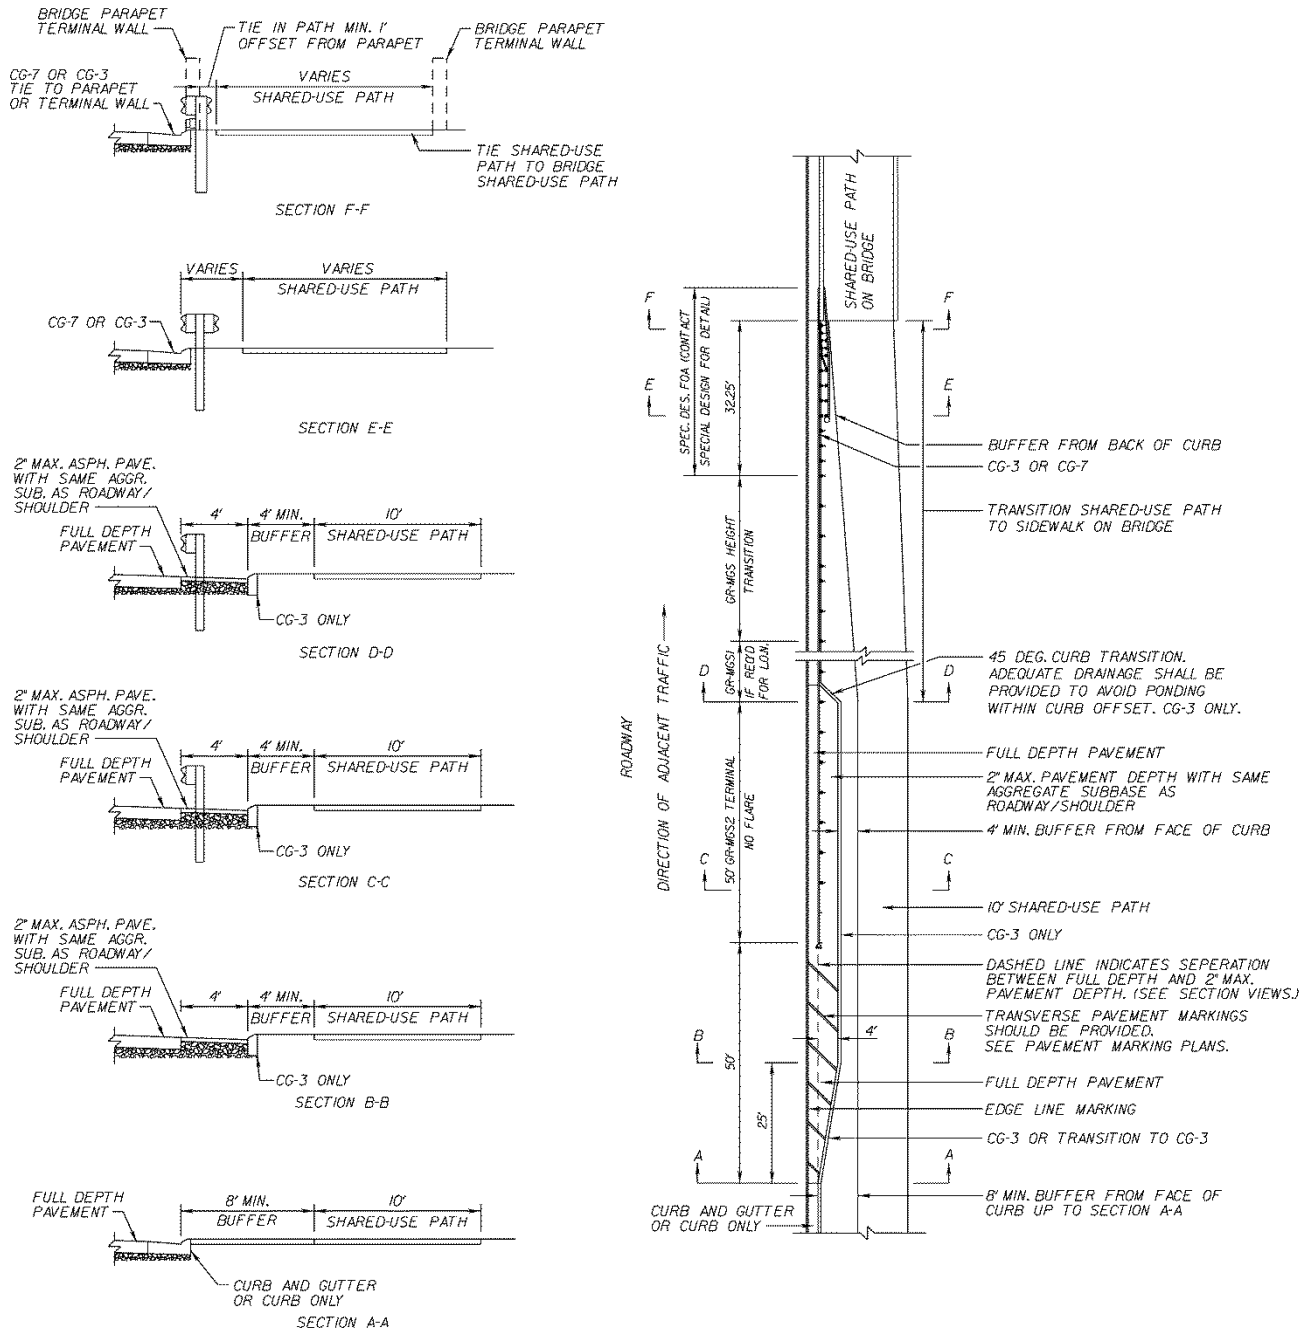 BRIDGE PARAPET
TERMINAL WALL
TIE IN PATH MIN. 1'
OFFSET FROM PARAPET
BRIDGE PARAPET
TERMINAL WALL
CG-7 OR CG-3
TIE TO PARAPET
OR TERMINAL WALL
VARIES
SHARED-USE PATH
TIE SHARED-USE
PATH TO BRIDGE
SHARED-USE PATH
SECTION F-F
VARIES
VARIES
SHARED-USE PATH
CG-7 OR CG-3
SECTION E-E
2" MAX. ASPH. PAVE.
WITH SAME AGGR.
SUB. AS ROADWAY/
SHOULDER
FULL DEPTH
PAVEMENT
4'
4' MIN.
BUFFER
10'
SHARED-USE PATH
CG-3 ONLY
SECTION D-D
2" MAX. ASPH. PAVE.
WITH SAME AGGR.
SUB. AS ROADWAY/
SHOULDER
FULL DEPTH
PAVEMENT
4'
4' MIN.
BUFFER
10'
SHARED-USE PATH
CG-3 ONLY
SECTION C-C
2" MAX. ASPH. PAVE.
WITH SAME AGGR.
SUB. AS ROADWAY/
SHOULDER
FULL DEPTH
PAVEMENT
4'
4' MIN.
BUFFER
10'
SHARED-USE PATH
CG-3 ONLY
SECTION B-B
FULL DEPTH
PAVEMENT
8' MIN.
BUFFER
10'
SHARED-USE PATH
CURB AND GUTTER
OR CURB ONLY
SECTION A-A
SHARED-USE PATH
ON BRIDGE
F
F
E
E
SPEC. DES. FOA (CONTACT
SPECIAL DESIGN FOR DETAIL)
32.25'
BUFFER FROM BACK OF CURB
CG-3 OR CG-7
TRANSITION SHARED-USE PATH
TO SIDEWALK ON BRIDGE
GR-MGS HEIGHT
TRANSITION
GR-MGS1
IF REQ'D
FOR L.O.N.
D
D
45 DEG. CURB TRANSITION.
ADEQUATE DRAINAGE SHALL BE
PROVIDED TO AVOID PONDING
WITHIN CURB OFFSET. CG-3 ONLY.
ROADWAY
DIRECTION OF ADJACENT TRAFFIC
FULL DEPTH PAVEMENT
2" MAX. PAVEMENT DEPTH WITH SAME
AGGREGATE SUBBASE AS
ROADWAY/SHOULDER
4' MIN. BUFFER FROM FACE OF CURB
50' GR-MGS2 TERMINAL
NO FLARE
C
C
10' SHARED-USE PATH
CG-3 ONLY
DASHED LINE INDICATES SEPERATION
BETWEEN FULL DEPTH AND 2" MAX.
PAVEMENT DEPTH. (SEE SECTION VIEWS.)
TRANSVERSE PAVEMENT MARKINGS
SHOULD BE PROVIDED.
SEE PAVEMENT MARKING PLANS.
4'
B
B
50'
25'
FULL DEPTH PAVEMENT
EDGE LINE MARKING
CG-3 OR TRANSITION TO CG-3
A
A
8' MIN. BUFFER FROM FACE OF
CURB UP TO SECTION A-A
CURB AND GUTTER
OR CURB ONLY